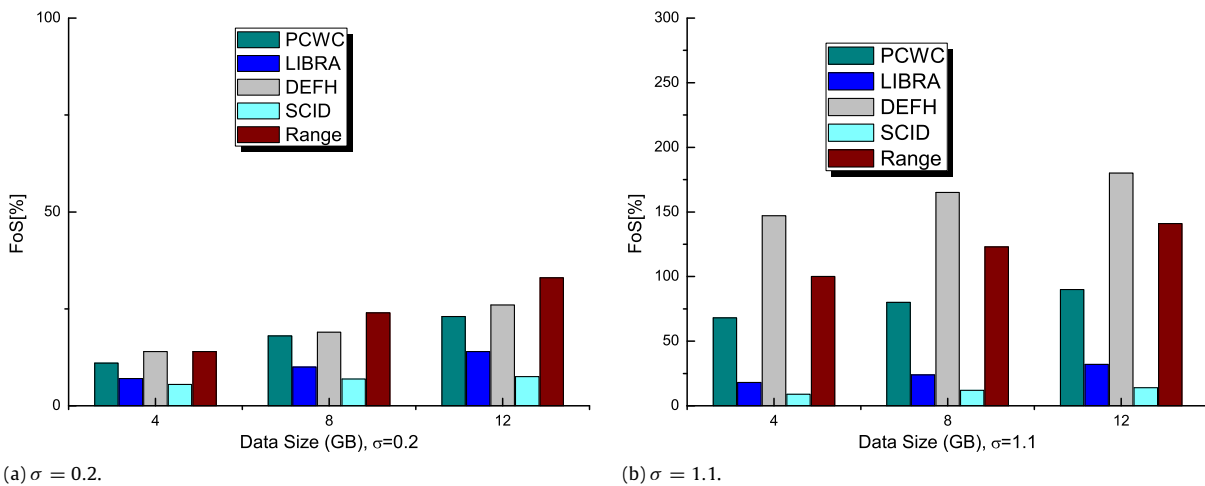 100
50
0
FoS[%]
PCWC
LIBRA
DEFH
SCID
Range
4
8
12
Data Size (GB), σ=0.2
(a) σ = 0.2.
300
250
200
150
100
50
0
FoS[%]
PCWC
LIBRA
DEFH
SCID
Range
4
8
12
Data Size (GB), σ=1.1
(b) σ = 1.1.